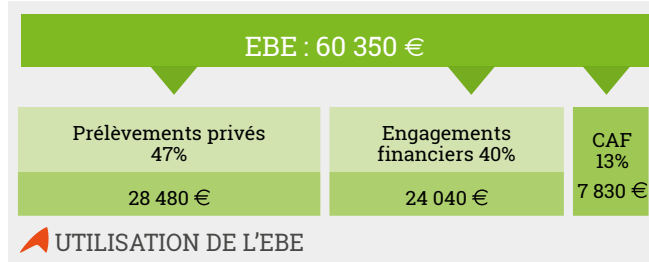 EBE : 60 350 €
Prélèvements privés
47%
28 480 €
Engagements
financiers 40%
24 040 €
CAF
13%
7 830 €
UTILISATION DE L'EBE